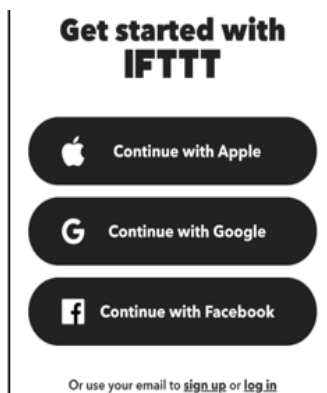 Get started with
IFTTT
Continue with Apple
Continue with Google
Continue with Facebook
Or use your email to sign up or log in